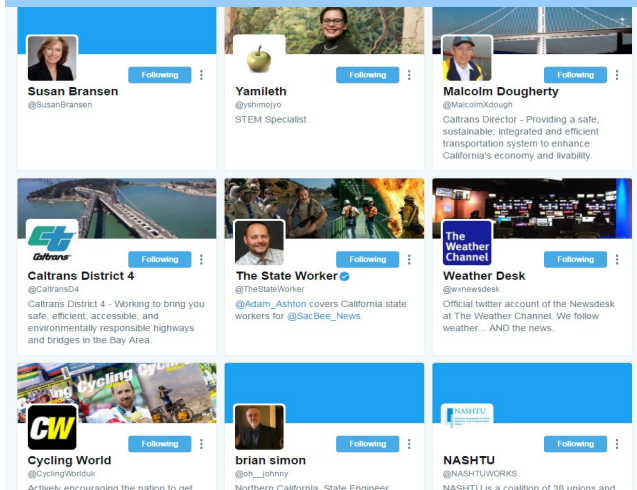 Following
Susan Bransen
@SusanBransen
Following
Yamileth
@yshimojyo
STEM Specialist
Following
Malcolm Dougherty
@MalcolmXdough
Caltrans Director - Providing a safe,
sustainable, integrated and efficient
transportation system to enhance
California's economy and livability.
Caltrans
Following
Caltrans District 4
@CaltransD4
Caltrans District 4 - Working to bring you
safe, efficient, accessible, and
environmentally responsible highways
and bridges in the Bay Area.
Following
The State Worker
@TheStateWorker
@Adam_Ashton covers California state
workers for @SacBee_News.
The
Weather
Channel
Following
Weather Desk
@wxnewsdesk
Official twitter account of the Newsdesk
at The Weather Channel. We follow
weather... AND the news.
Cycling
Cycling
CW
Following
Cycling World
@CyclingWorlduk
Actively encouraging the nation to get
Following
brian simon
@oh__johnny
Northern California, State Engineer
NASHTU
Following
NASHTU
@NASHTUWORKS
NASHTU is a coalition of 38 unions and